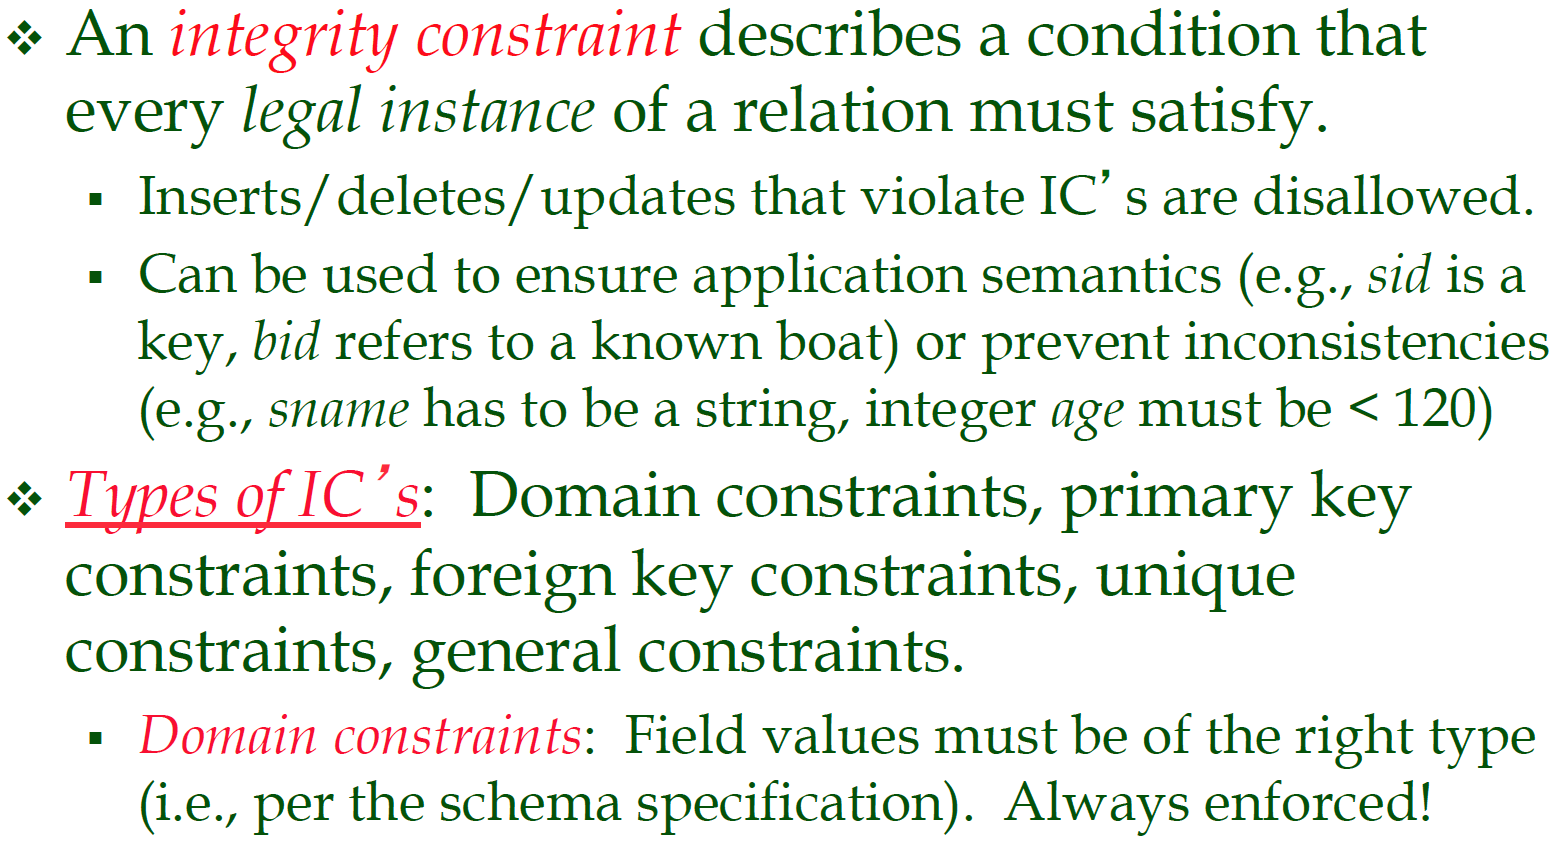 ❖ An integrity constraint describes a condition that
every legal instance of a relation must satisfy.
▪ Inserts/deletes/updates that violate IC’s are disallowed.
▪ Can be used to ensure application semantics (e.g., sid is a
key, bid refers to a known boat) or prevent inconsistencies
(e.g., sname has to be a string, integer age must be < 120)
❖ Types of IC’s: Domain constraints, primary key
constraints, foreign key constraints, unique
constraints, general constraints.
▪ Domain constraints: Field values must be of the right type
(i.e., per the schema specification). Always enforced!